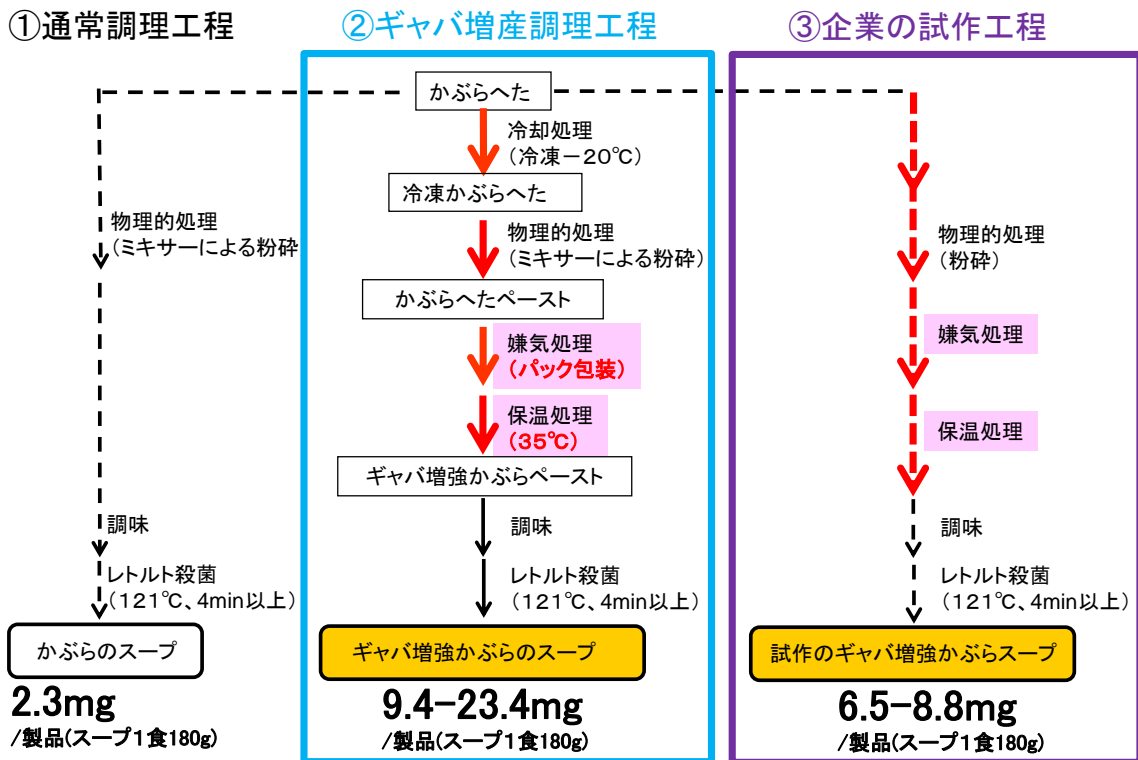 ①通常調理工程
②ギャバ増産調理工程
③企業の試作工程
かぶらへた
冷却処理
(冷凍－20℃)
冷凍かぶらへた
物理的処理
(ミキサーによる粉砕
物理的処理
(ミキサーによる粉砕)
物理的処理
(粉砕)
かぶらへたペースト
嫌気処理
(パック包装)
嫌気処理
保温処理
(35℃)
保温処理
ギャバ増強かぶらペースト
調味
調味
調味
レトルト殺菌
(121℃、4min以上)
レトルト殺菌
(121℃、4min以上)
レトルト殺菌
(121℃、4min以上)
かぶらのスープ
ギャバ増強かぶらのスープ
試作のギャバ増強かぶらスープ
2.3mg
/製品(スープ1食180g)
9.4−23.4mg
/製品(スープ1食180g)
6.5−8.8mg
/製品(スープ1食180g)